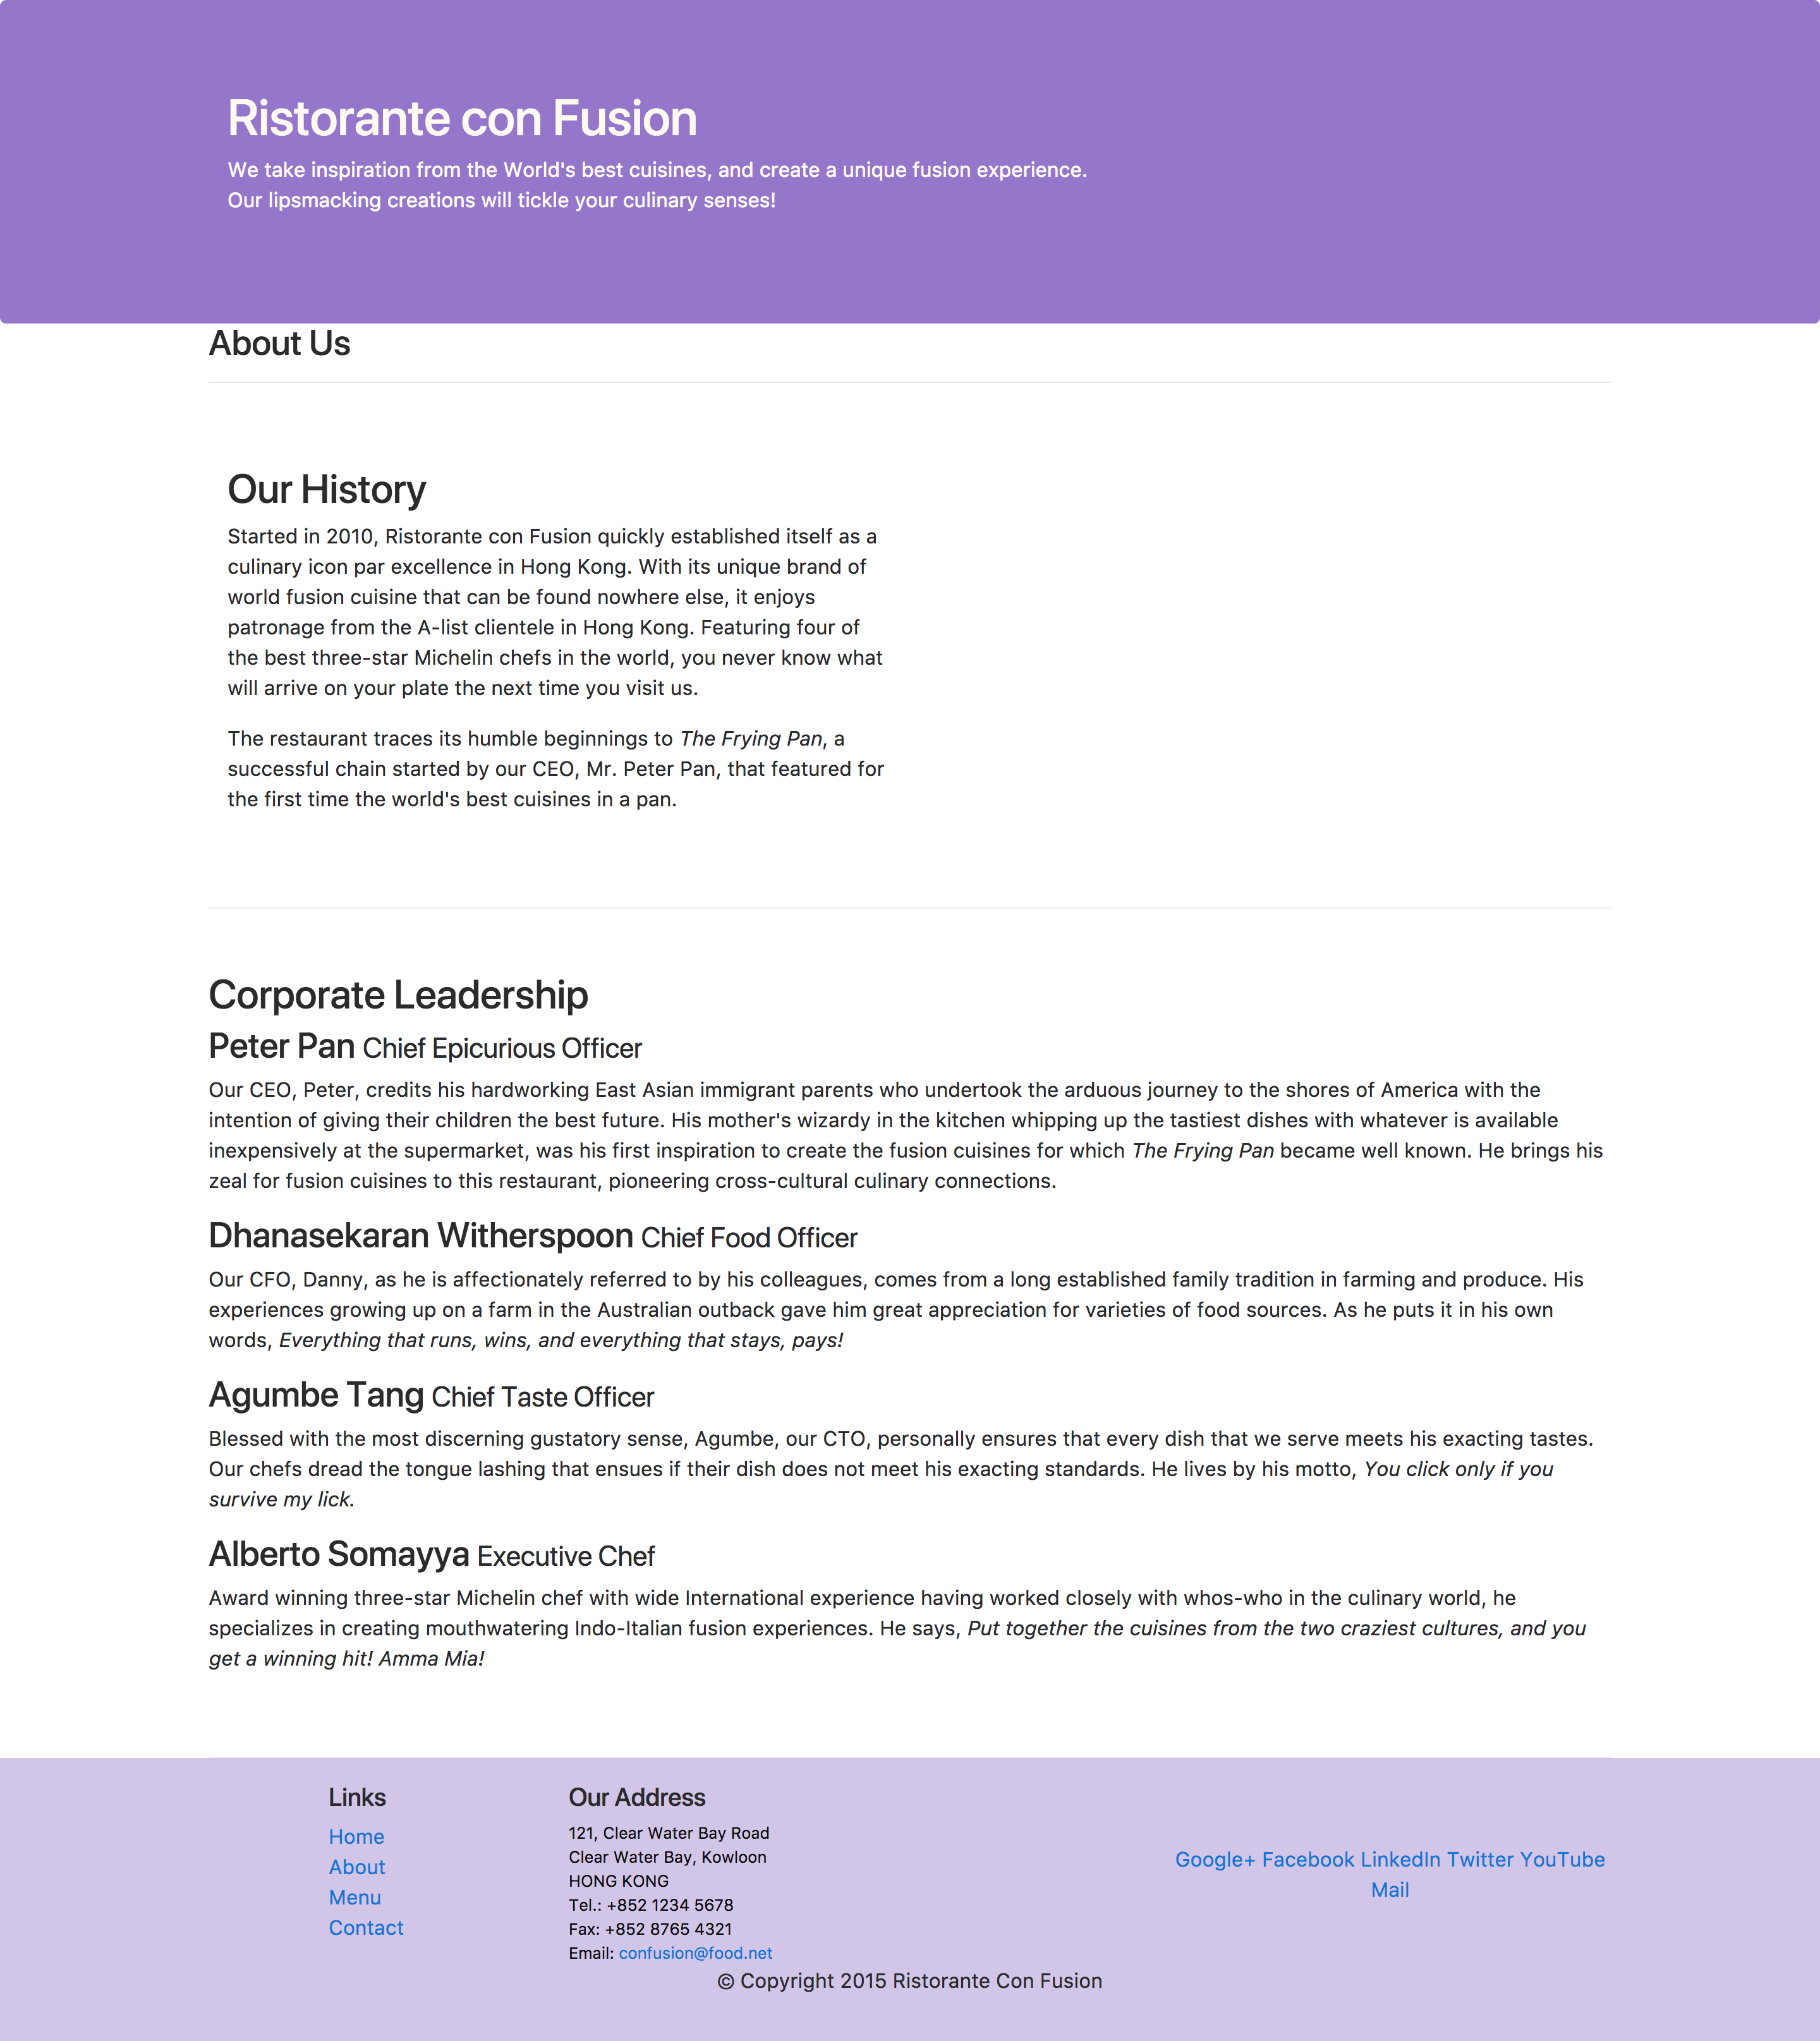 Ristorante con Fusion
We take inspiration from the World's best cuisines, and create a unique fusion experience.
Our lipsmacking creations will tickle your culinary senses!
About Us
Our History
Started in 2010, Ristorante con Fusion quickly established itself as a
culinary icon par excellence in Hong Kong. With its unique brand of
world fusion cuisine that can be found nowhere else, it enjoys
patronage from the A-list clientele in Hong Kong. Featuring four of
the best three-star Michelin chefs in the world, you never know what
will arrive on your plate the next time you visit us.
The restaurant traces its humble beginnings to The Frying Pan, a
successful chain started by our CEO, Mr. Peter Pan, that featured for
the first time the world's best cuisines in a pan.
Corporate Leadership
Peter Pan Chief Epicurious Officer
Our CEO, Peter, credits his hardworking East Asian immigrant parents who undertook the arduous journey to the shores of America with the
intention of giving their children the best future. His mother's wizardy in the kitchen whipping up the tastiest dishes with whatever is available
inexpensively at the supermarket, was his first inspiration to create the fusion cuisines for which The Frying Pan became well known. He brings his
zeal for fusion cuisines to this restaurant, pioneering cross-cultural culinary connections.
Dhanasekaran Witherspoon Chief Food Officer
Our CFO, Danny, as he is affectionately referred to by his colleagues, comes from a long established family tradition in farming and produce. His
experiences growing up on a farm in the Australian outback gave him great appreciation for varieties of food sources. As he puts it in his own
words, Everything that runs, wins, and everything that stays, pays!
Agumbe Tang Chief Taste Officer
Blessed with the most discerning gustatory sense, Agumbe, our CTO, personally ensures that every dish that we serve meets his exacting tastes.
Our chefs dread the tongue lashing that ensues if their dish does not meet his exacting standards. He lives by his motto, You click only if you
survive my lick.
Alberto Somayya Executive Chef
Award winning three-star Michelin chef with wide International experience having worked closely with whos-who in the culinary world, he
specializes in creating mouthwatering Indo-Italian fusion experiences. He says, Put together the cuisines from the two craziest cultures, and you
get a winning hit! Amma Mia!
Links
Home
About
Menu
Contact
Our Address
121, Clear Water Bay Road
Clear Water Bay, Kowloon
HONG KONG
Tel.: +852 1234 5678
Fax: +852 8765 4321
Email: confusion@food.net
Google+ Facebook LinkedIn Twitter YouTube
Mail
© Copyright 2015 Ristorante Con Fusion